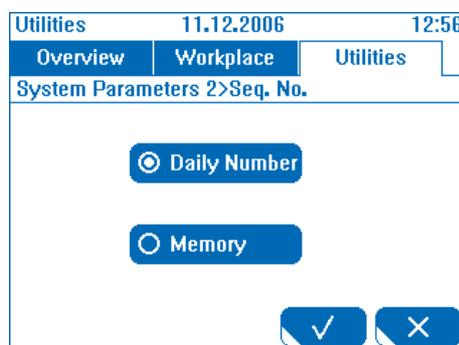 Utilities 11.12.2006 12:56
Overview Workplace Utilities
System Parameters 2>Seq. No.
Daily Number
Memory